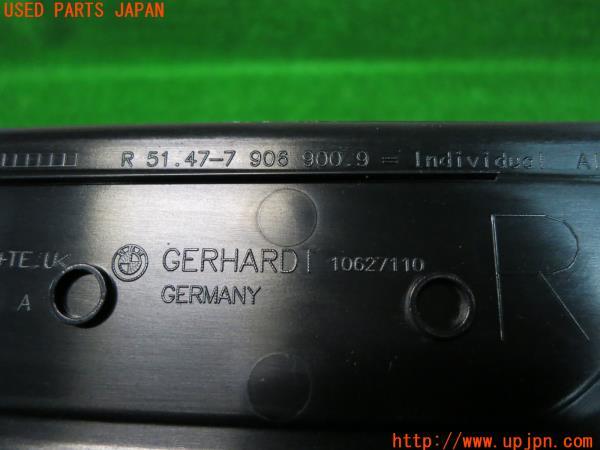 USED PARTS JAPAN
R 51.47-7 906 900.9 = Individual
GERHARDI 10627110
A
GERMANY
R
http://www.upjpn.com